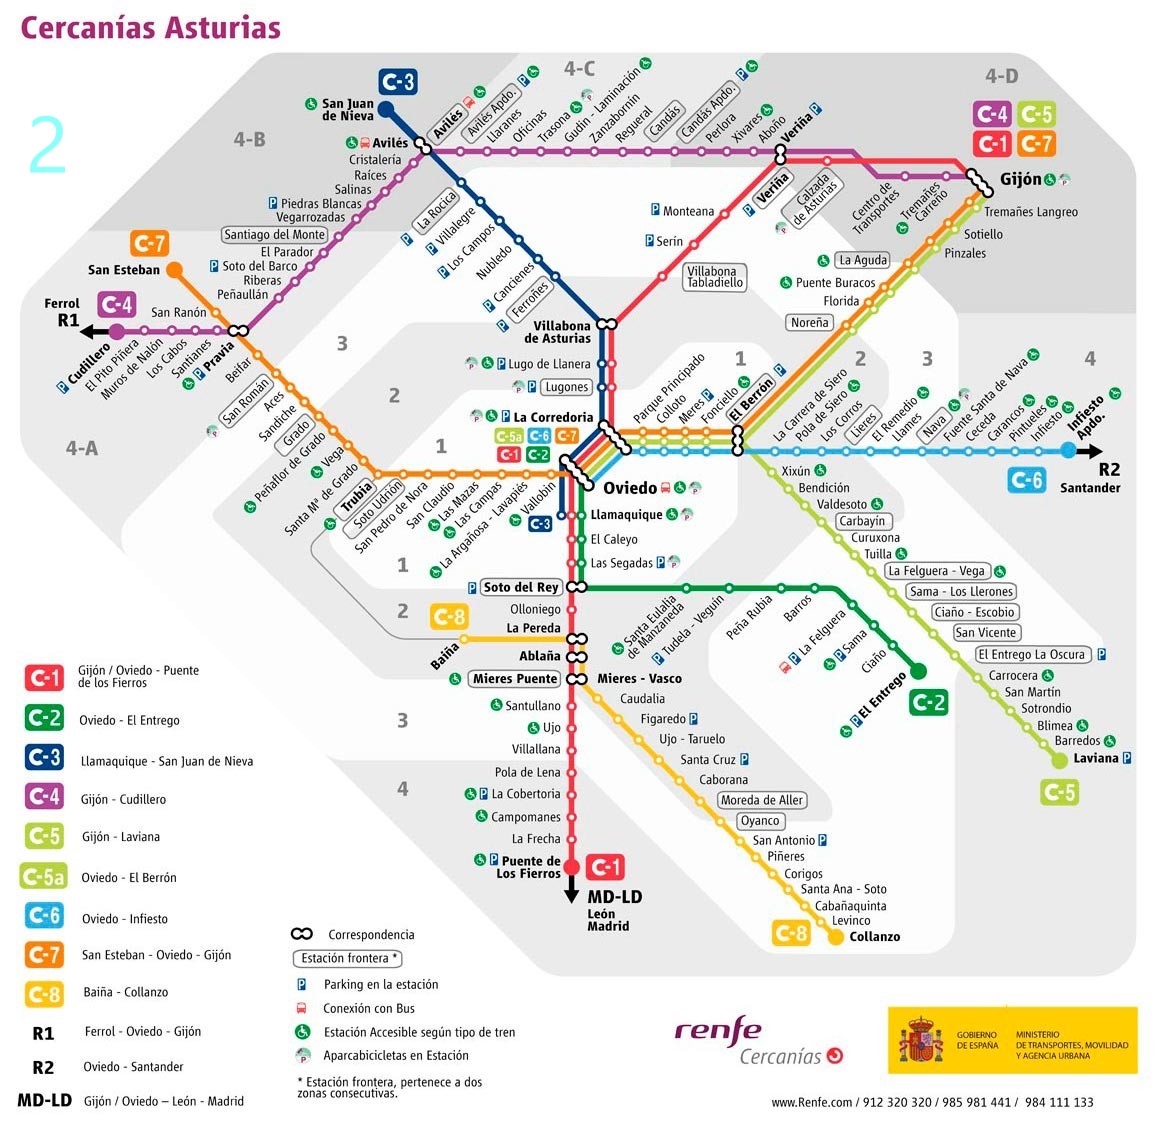 Cercanías Asturias
2
4-B
4-C
4-D
C-3
San Juan
de Nieva
Avilés
Avilés
Avilés Apdo.
Llaranes
Oficinas
Trasona
Gudín - Laminación
Zanzabornín
Regueral
Candás
Candás Apdo.
Perlora
Xivares
Aboño
Veriña
C-4
C-5
C-1
C-7
Gijón
Cristalería
Raíces
Salinas
Piedras Blancas
Vegarrozadas
Santiago del Monte
El Parador
Soto del Barco
Riberas
Peñaullán
La Rocica
Villalegre
Los Campos
Nubledo
Cancienes
Ferroñes
Monteana
Serín
Villabona
Tabladiello
Veriña
Calzada
de Asturias
Centro de
Transportes
Tremañes
Carreño
Tremañes Langreo
Sotiello
Pinzales
La Aguda
Puente Buracos
Florida
Noreña
C-7
San Esteban
Ferrol
R1
C-4
San Ranón
Cudillero
El Pito Piñera
Muros de Nalón
Los Cabos
Santianes
Pravia
Beifar
San Román
Aces
Sandiche
Grado
Peñaflor de Grado
Vega
Santa Mª de Grado
Trubia
Soto Udrión
San Pedro de Nora
San Claudio
Las Mazas
Las Campas
La Argañosa - Lavapiés
Vallobín
4-A
3
2
1
Villabona
de Asturias
Lugo de Llanera
Lugones
La Corredoria
C-5a
C-6
C-7
C-1
C-2
Oviedo
Parque Principado
Colloto
Meres
Fonciello
El Berrón
1
2
3
4
La Carrera de Siero
Pola de Siero
Los Corros
Lieres
El Remedio
Llames
Nava
Fuente Santa de Nava
Ceceda
Carancos
Pintueles
Infiesto
Infiesto
Apdo.
R2
Santander
C-6
C-3
Llamaquique
El Caleyo
Las Segadas
Soto del Rey
Olloniego
La Pereda
Ablaña
Mieres Puente
Mieres - Vasco
1
2
3
4
C-8
Baiña
Santullano
Ujo
Villallana
Pola de Lena
La Cobertoria
Campomanes
La Frecha
Puente de
Los Fierros
C-1
MD-LD
León
Madrid
Santa Eulalia
de Manzaneda
Tudela - Veguín
Peña Rubia
Barros
La Felguera
Sama
Ciaño
El Entrego
C-2
Xixún
Bendición
Valdesoto
Carbayín
Curuxona
Tuilla
La Felguera - Vega
Sama - Los Llerones
Ciaño - Escobio
San Vicente
El Entrego La Oscura
Carrocera
San Martín
Sotrondio
Blimea
Barredos
Laviana
C-5
Caudalia
Figaredo
Ujo - Taruelo
Santa Cruz
Caborana
Moreda de Aller
Oyanco
San Antonio
Piñeres
Corigos
Santa Ana - Soto
Cabañaquinta
Levinco
Collanzo
C-8
C-1 Gijón / Oviedo - Puente
de los Fierros
C-2 Oviedo - El Entrego
C-3 Llamaquique - San Juan de Nieva
C-4 Gijón - Cudillero
C-5 Gijón - Laviana
C-5a Oviedo - El Berrón
C-6 Oviedo - Infiesto
C-7 San Esteban - Oviedo - Gijón
C-8 Baiña - Collanzo
R1 Ferrol - Oviedo - Gijón
R2 Oviedo - Santander
MD-LD Gijón / Oviedo – León - Madrid
Correspondencia
Estación frontera *
P Parking en la estación
Conexión con Bus
Estación Accesible según tipo de tren
Aparcabicicletas en Estación
* Estación frontera, pertenece a dos
zonas consecutivas.
renfe
Cercanías
GOBIERNO
DE ESPAÑA
MINISTERIO
DE TRANSPORTES, MOVILIDAD
Y AGENCIA URBANA
www.Renfe.com / 912 320 320 / 985 981 441 / 984 111 133